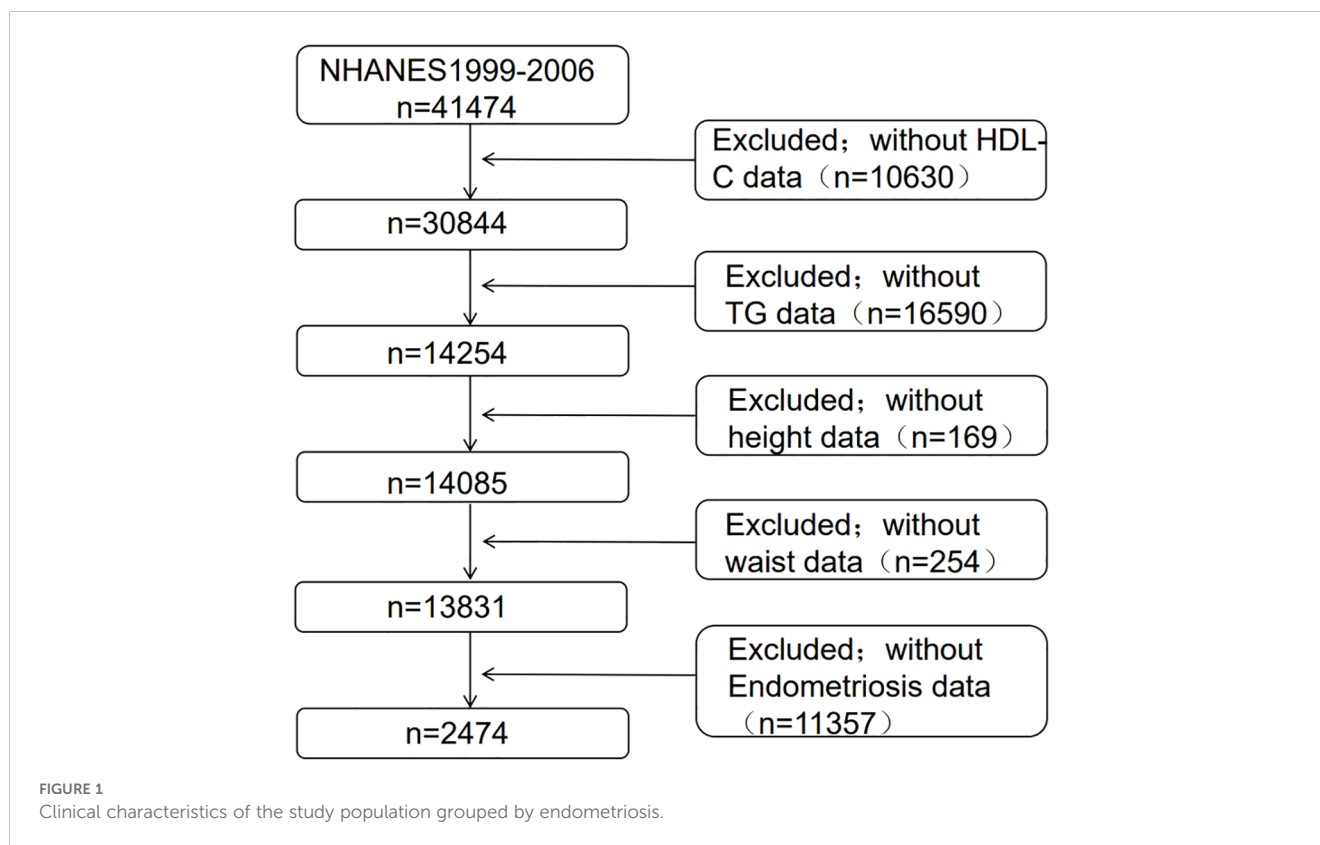 NHANES1999-2006
n=41474
Excluded；without HDL-
C data（n=10630）
n=30844
Excluded；without
TG data（n=16590）
n=14254
Excluded；without
height data（n=169）
n=14085
Excluded；without
waist data（n=254）
n=13831
Excluded；without
Endometriosis data
（n=11357）
n=2474
FIGURE 1
Clinical characteristics of the study population grouped by endometriosis.